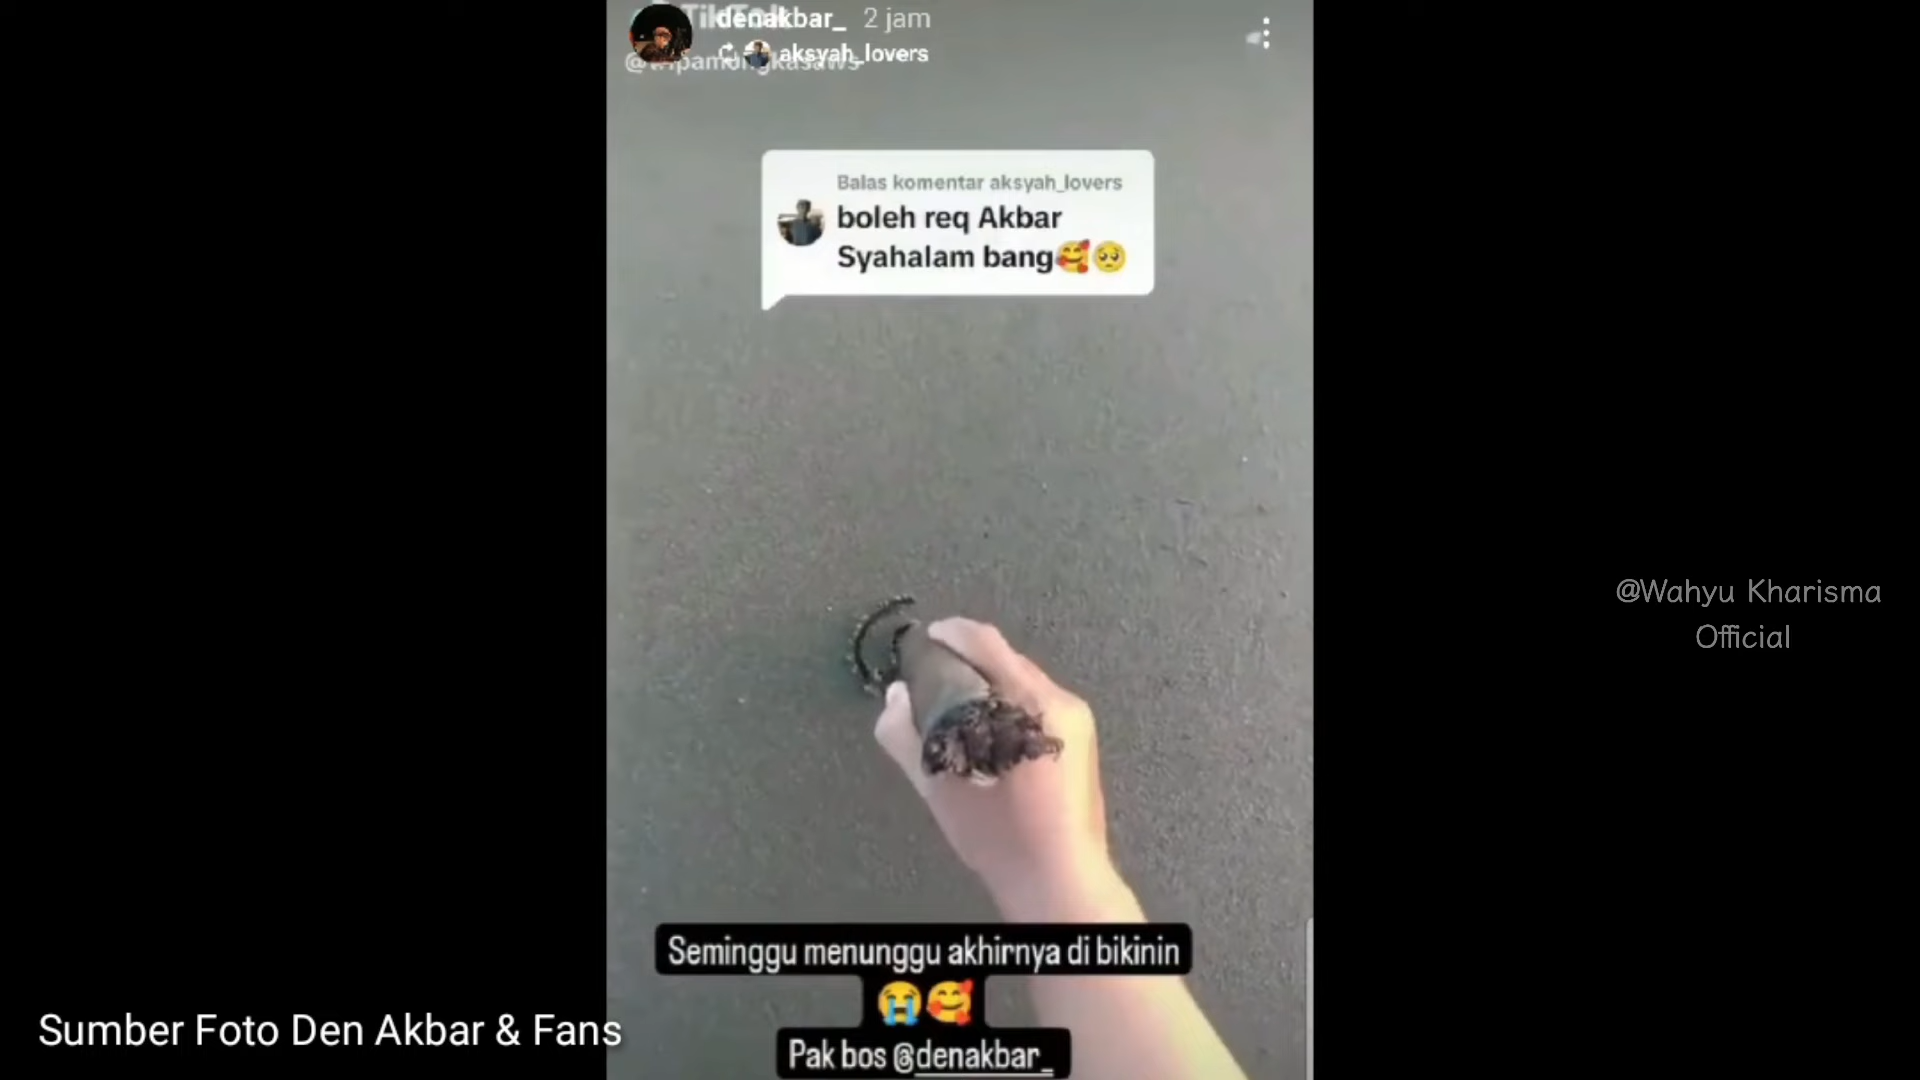 TikTok
denakbar_ 2 jam
aksyah_lovers
Balas komentar aksyah_lovers
boleh req Akbar
Syahalam bang🥰🥺
@Wahyu Kharisma
Official
Seminggu menunggu akhirnya di bikinin
😭🥰
Pak bos @denakbar_
Sumber Foto Den Akbar & Fans